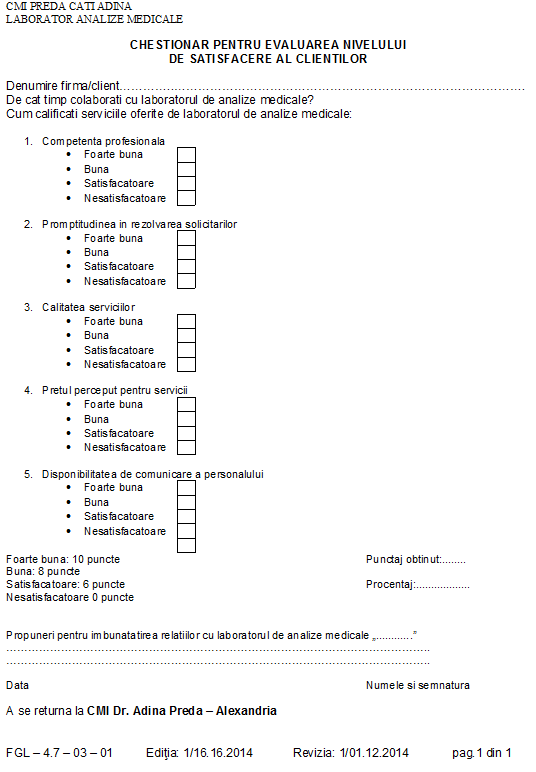 CMI PREDA CATI ADINA
LABORATOR ANALIZE MEDICALE
CHESTIONAR PENTRU EVALUAREA NIVELULUI
DE SATISFACERE AL CLIENTILOR
Denumire firma/client……………………………………………………………………………………
De cat timp colaborati cu laboratorul de analize medicale?
Cum calificati serviciile oferite de laboratorul de analize medicale:
1. Competenta profesionala
• Foarte buna
• Buna
• Satisfacatoare
• Nesatisfacatoare
2. Promptitudinea in rezolvarea solicitarilor
• Foarte buna
• Buna
• Satisfacatoare
• Nesatisfacatoare
3. Calitatea serviciilor
• Foarte buna
• Buna
• Satisfacatoare
• Nesatisfacatoare
4. Pretul perceput pentru servicii
• Foarte buna
• Buna
• Satisfacatoare
• Nesatisfacatoare
5. Disponibilitatea de comunicare a personalului
• Foarte buna
• Buna
• Satisfacatoare
• Nesatisfacatoare
Foarte buna: 10 puncte Punctaj obtinut:........
Buna: 8 puncte
Satisfacatoare: 6 puncte Procentaj:..................
Nesatisfacatoare 0 puncte
Propuneri pentru imbunatatirea relatiilor cu laboratorul de analize medicale „............”
……………………………………………………………………………………………
……………………………………………………………………………………………
Data Numele si semnatura
A se returna la CMI Dr. Adina Preda – Alexandria
FGL – 4.7 – 03 – 01 Ediţia: 1/16.16.2014 Revizia: 1/01.12.2014 pag.1 din 1